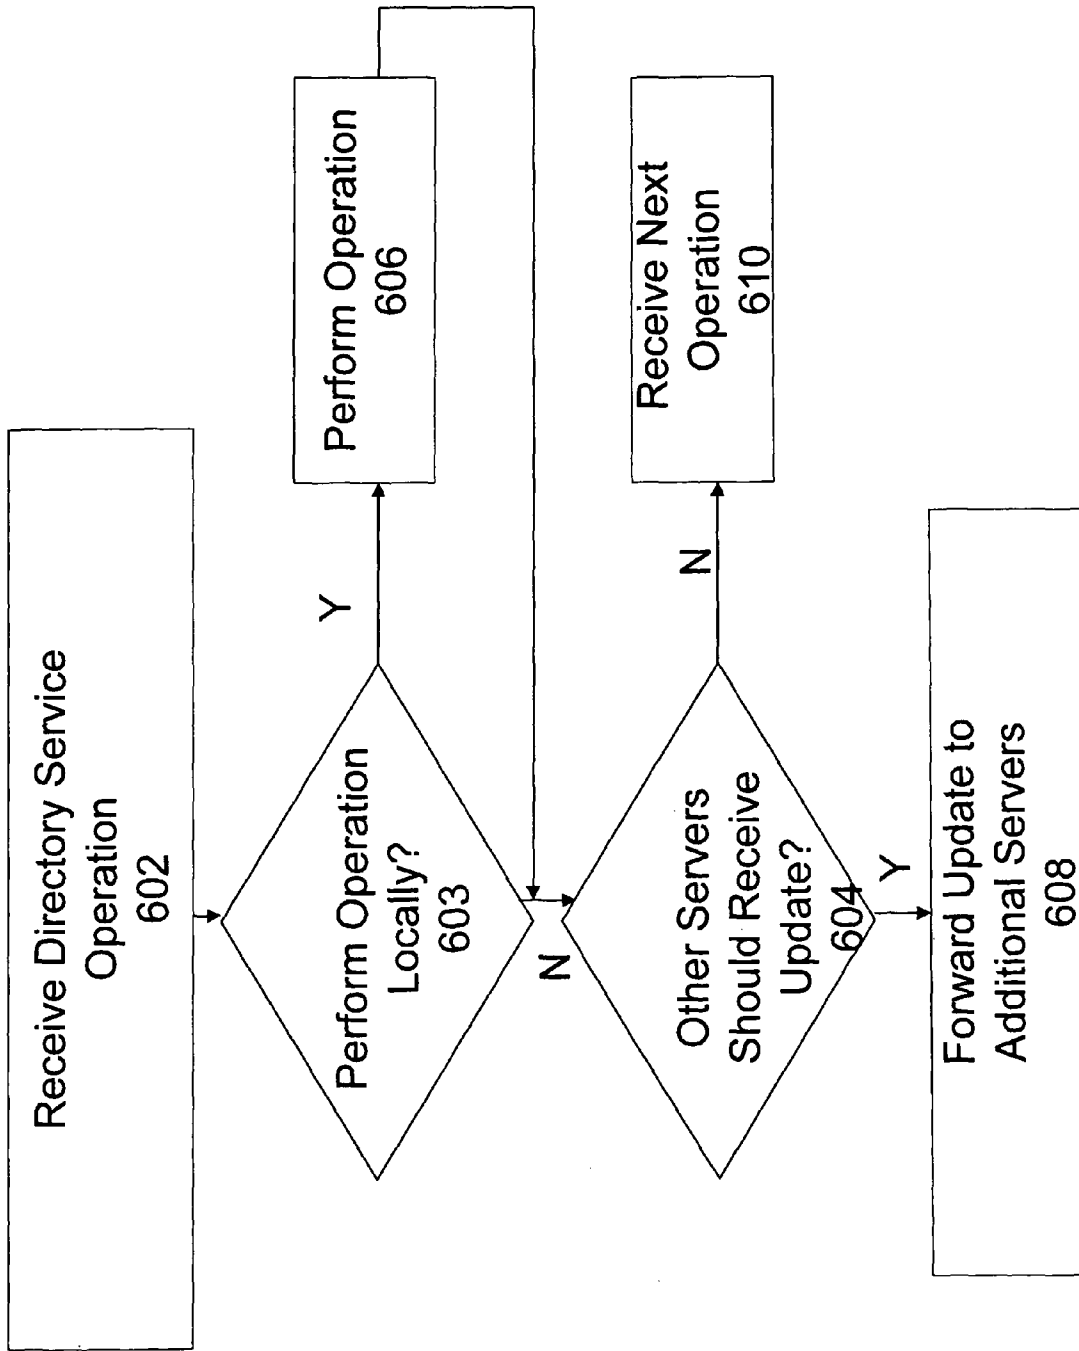 Receive Directory Service
Operation
602
Perform Operation
Locally?
603
Y
Perform Operation
606
N
Other Servers
Should Receive
Update?
604
N
Receive Next
Operation
610
Y
Forward Update to
Additional Servers
608